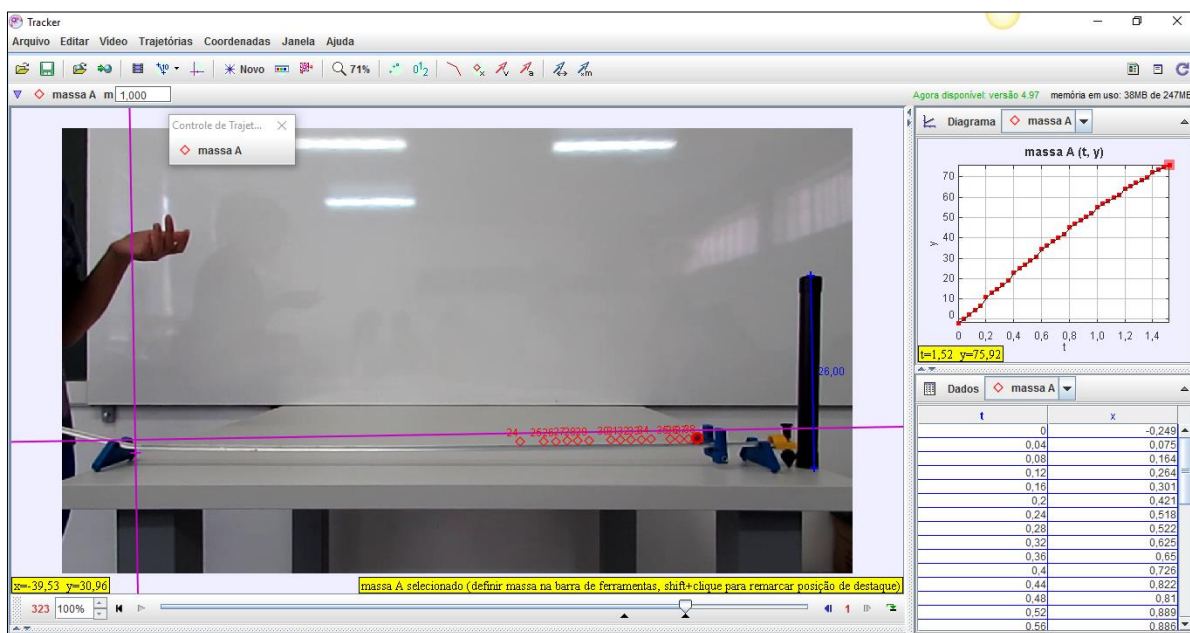 Tracker
Arquivo Editar Video Trajetórias Coordenadas Janela Ajuda
Novo 71%
massa A m 1,000
Agora disponível: versão 4.97 memória em uso: 38MB de 247MB
Controle de Trajet...
massa A
26,00
24
x=-39,53 y=30,96
massa A selecionado (definir massa na barra de ferramentas, shift+clique para remarcar posição de destaque)
323 100% 1
Diagrama massa A
massa A (t, y)
70
60
50
40
30
20
10
0
y
0 0,2 0,4 0,6 0,8 1,0 1,2 1,4
t
t=1,52 y=75,92
Dados massa A
t x
0 -0,249
0,04 0,075
0,08 0,164
0,12 0,264
0,16 0,301
0,2 0,421
0,24 0,518
0,28 0,522
0,32 0,625
0,36 0,65
0,4 0,726
0,44 0,822
0,48 0,81
0,52 0,889
0,56 0,886